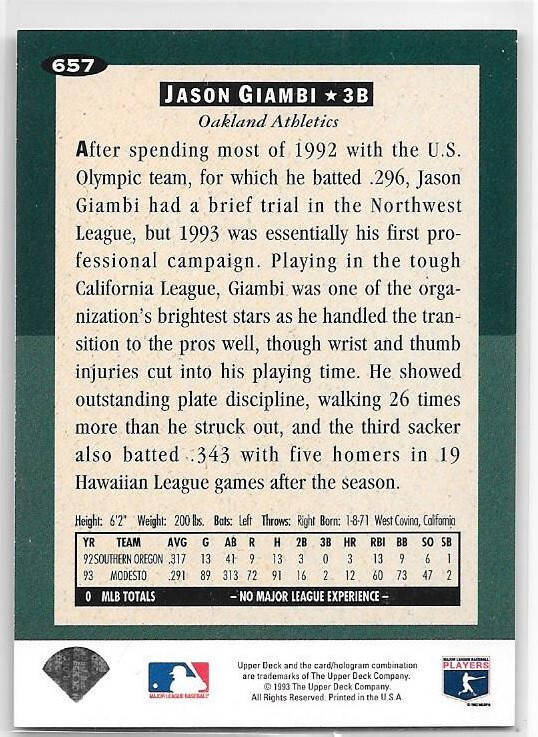 657
JASON GIAMBI ★ 3B
Oakland Athletics
After spending most of 1992 with the U.S.
Olympic team, for which he batted .296, Jason
Giambi had a brief trial in the Northwest
League, but 1993 was essentially his first pro-
fessional campaign. Playing in the tough
California League, Giambi was one of the orga-
nization's brightest stars as he handled the tran-
sition to the pros well, though wrist and thumb
injuries cut into his playing time. He showed
outstanding plate discipline, walking 26 times
more than he struck out, and the third sacker
also batted .343 with five homers in 19
Hawaiian League games after the season.
Height: 6'2" Weight: 200 lbs. Bats: Left Throws: Right Born: 1-8-71 West Covina, California
YR TEAM AVG G AB R H 2B 3B HR RBI BB SO SB
92 SOUTHERN OREGON .317 13 41 9 13 3 0 3 13 9 6 1
93 MODESTO .291 89 313 72 91 16 2 12 60 73 47 2
0 MLB TOTALS – NO MAJOR LEAGUE EXPERIENCE –
MAJOR LEAGUE BASEBALL
Upper Deck and the card/hologram combination
are trademarks of The Upper Deck Company.
© 1993 The Upper Deck Company.
All Rights Reserved. Printed in the U.S.A.
MAJOR LEAGUE BASEBALL
PLAYERS